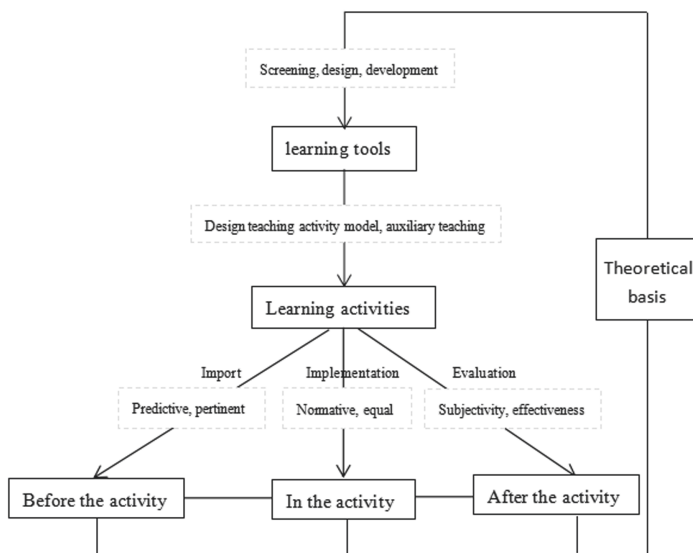 Screening, design, development
learning tools
Design teaching activity model, auxiliary teaching
Theoretical
basis
Learning activities
Import
Implementation
Evaluation
Predictive, pertinent
Normative, equal
Subjectivity, effectiveness
Before the activity
In the activity
After the activity